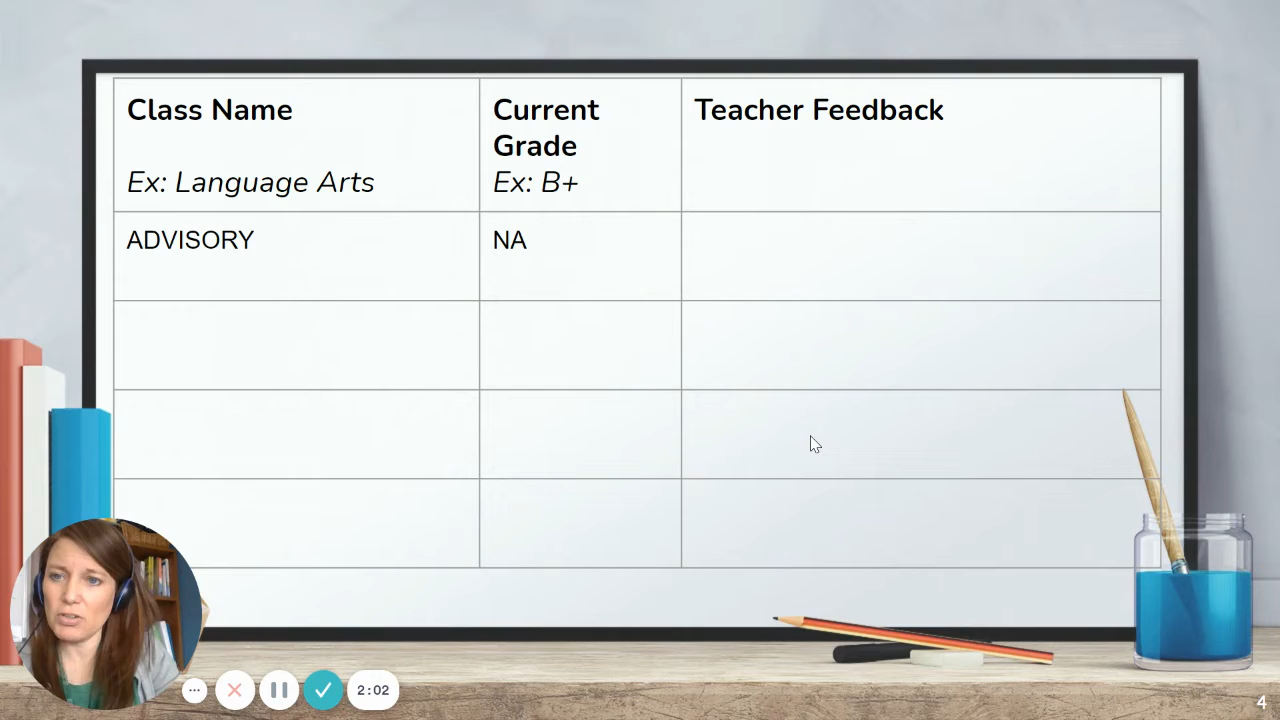 Class Name
Ex: Language Arts
Current
Grade
Ex: B+
Teacher Feedback
ADVISORY
NA
2:02
4